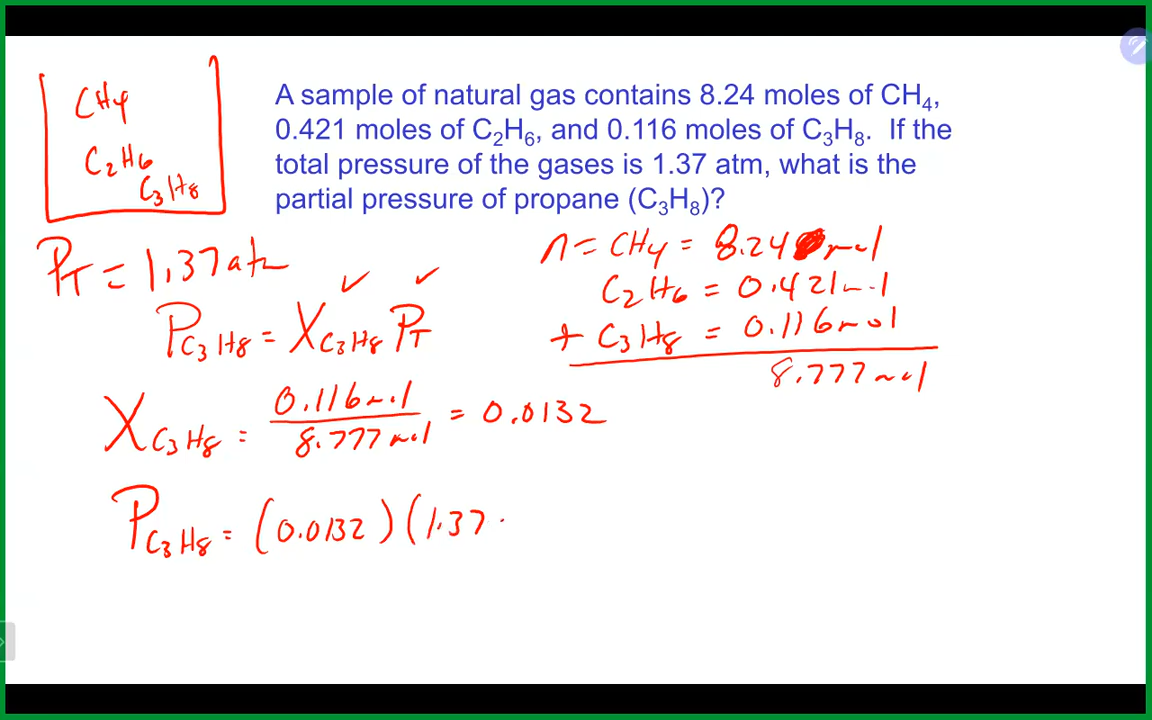 CH4
C2H6
C3H8
A sample of natural gas contains 8.24 moles of CH₄,
0.421 moles of C₂H₆, and 0.116 moles of C₃H₈. If the
total pressure of the gases is 1.37 atm, what is the
partial pressure of propane (C₃H₈)?
PT = 1.37 atm
n = CH4 = 8.24 mol
C2H6 = 0.421 mol
+ C3H8 = 0.116 mol
8.777 mol
✓ ✓
PC3H8 = XC3H8 PT
XC3H8 = 0.116 mol / 8.777 mol = 0.0132
PC3H8 = (0.0132)(1.37